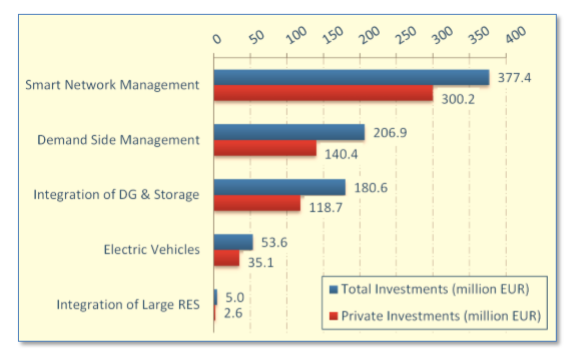 0 50 100 150 200 250 300 350 400
Smart Network Management 377.4
300.2
Demand Side Management 206.9
140.4
Integration of DG & Storage 180.6
118.7
Electric Vehicles 53.6
35.1
Integration of Large RES 5.0
2.6
Total Investments (million EUR)
Private Investments (million EUR)